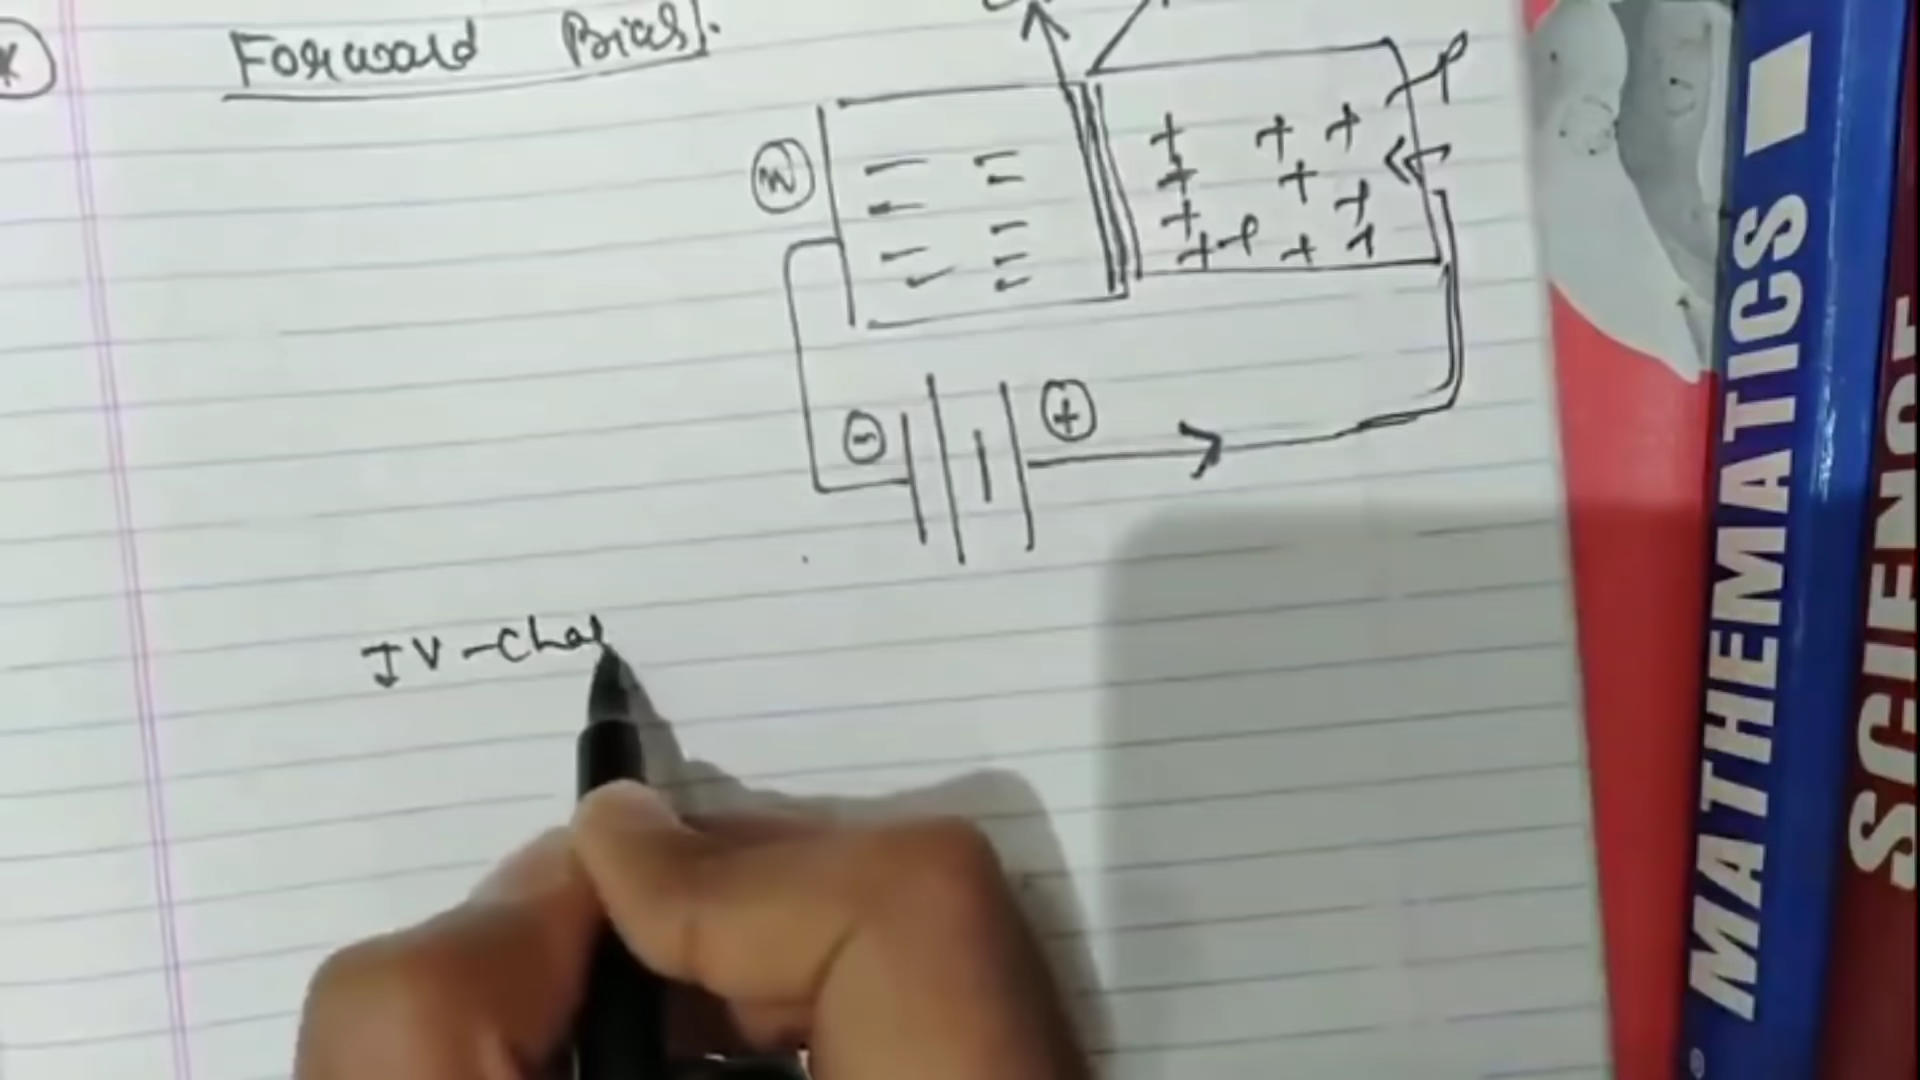 Forward Bias:
N
P
+ + +
+ +
+ +
+ + + +
- +
IV-Cha
MATHEMATICS
SCIENCE